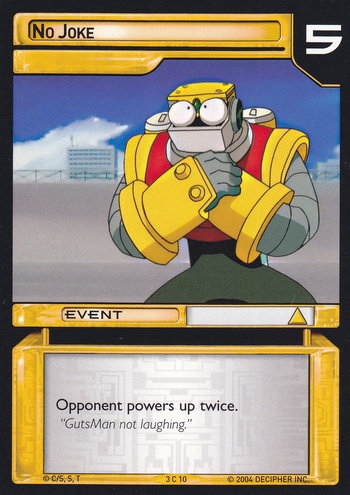 No Joke
5
EVENT
Opponent powers up twice.
"GutsMan not laughing."
© C/S, S, T
3 C 10
© 2004 DECIPHER INC.